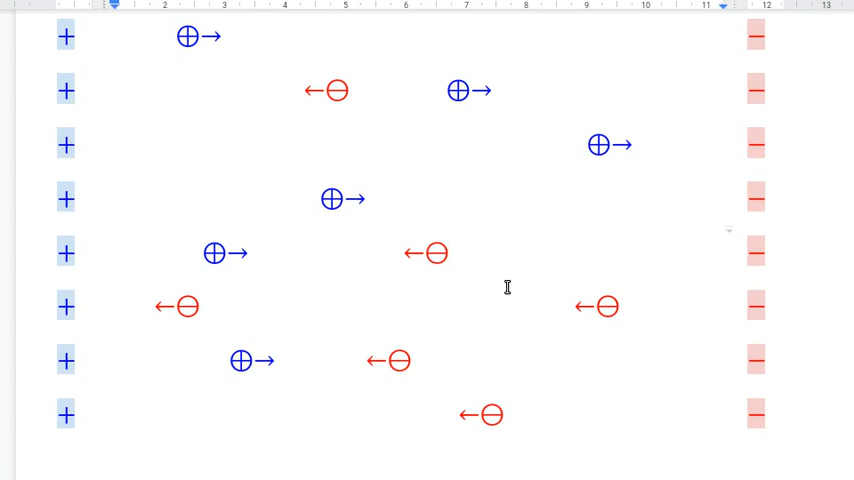 2 3 4 5 6 7 8 9 10 11 12 13
+ ⊕→ −
+ ←⊖ ⊕→ −
+ ⊕→ −
+ ⊕→ −
+ ⊕→ ←⊖ −
+ ←⊖ ←⊖ −
+ ⊕→ ←⊖ −
+ ←⊖ −